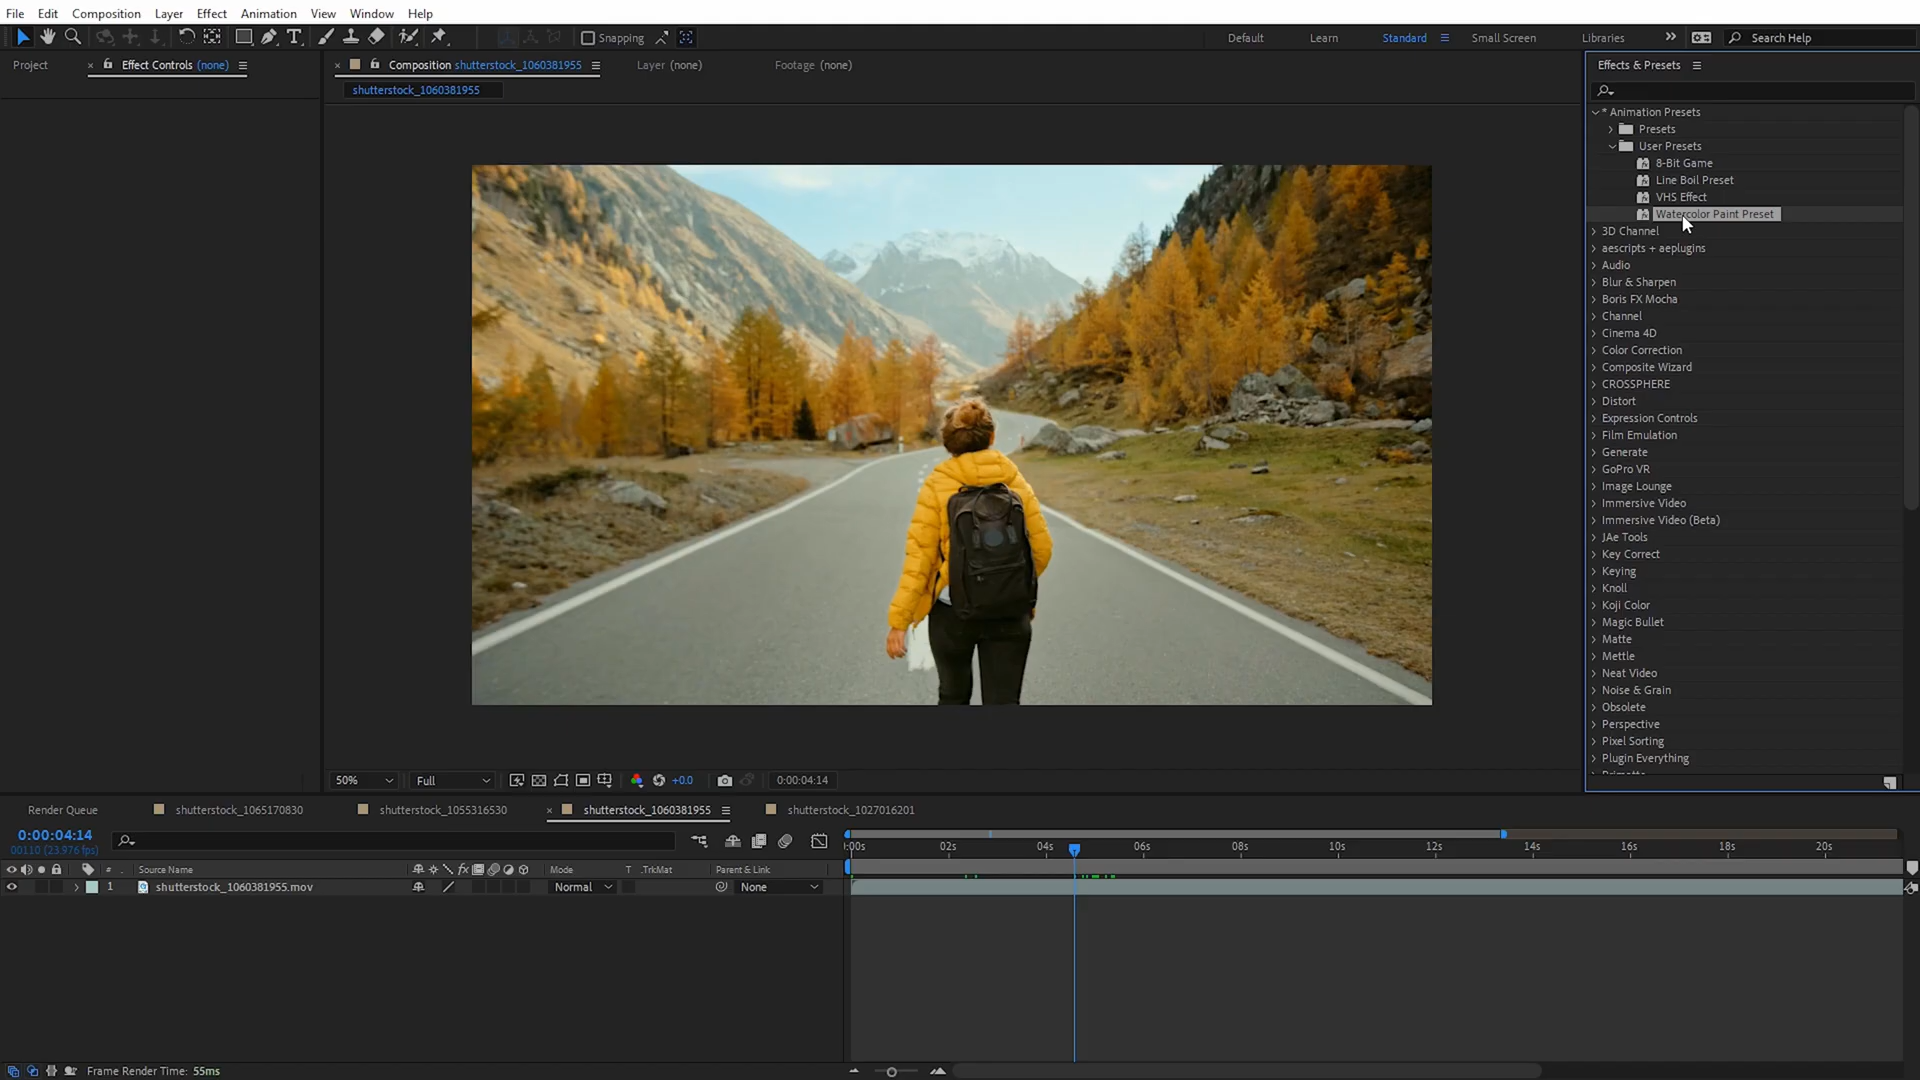 File Edit Composition Layer Effect Animation View Window Help
Snapping Default Learn Standard Small Screen Libraries Search Help
Project Effect Controls (none) Composition shutterstock_1060381955 Layer (none) Footage (none) Effects & Presets
shutterstock_1060381955
* Animation Presets
Presets
User Presets
8-Bit Game
Line Boil Preset
VHS Effect
Watercolor Paint Preset
3D Channel
aescripts + aeplugins
Audio
Blur & Sharpen
Boris FX Mocha
Channel
Cinema 4D
Color Correction
Composite Wizard
CROSSPHERE
Distort
Expression Controls
Film Emulation
Generate
GoPro VR
Image Lounge
Immersive Video
Immersive Video (Beta)
JAe Tools
Key Correct
Keying
Knoll
Koji Color
Magic Bullet
Matte
Mettle
Neat Video
Noise & Grain
Obsolete
Perspective
Pixel Sorting
Plugin Everything
50% Full +0.0 0:00:04:14
Render Queue shutterstock_1065170830 shutterstock_1055316530 shutterstock_1060381955 shutterstock_1027016201
0:00:04:14
00110 (23.976 fps)
:00s 02s 04s 06s 08s 10s 12s 14s 16s 18s 20s
# Source Name fx Mode T .TrkMat Parent & Link
1 shutterstock_1060381955.mov Normal None
Frame Render Time: 55ms